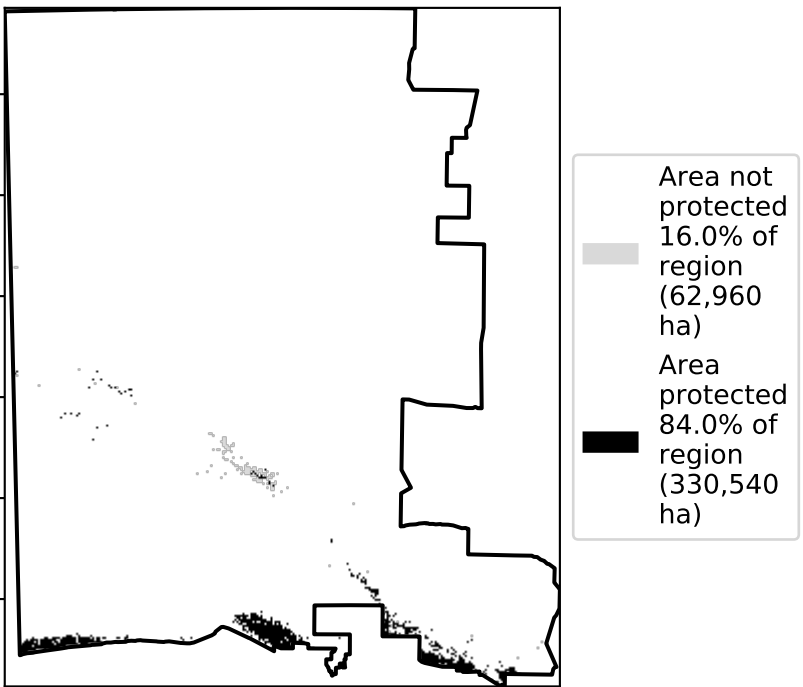 Area not
protected
16.0% of
region
(62,960
ha)
Area
protected
84.0% of
region
(330,540
ha)